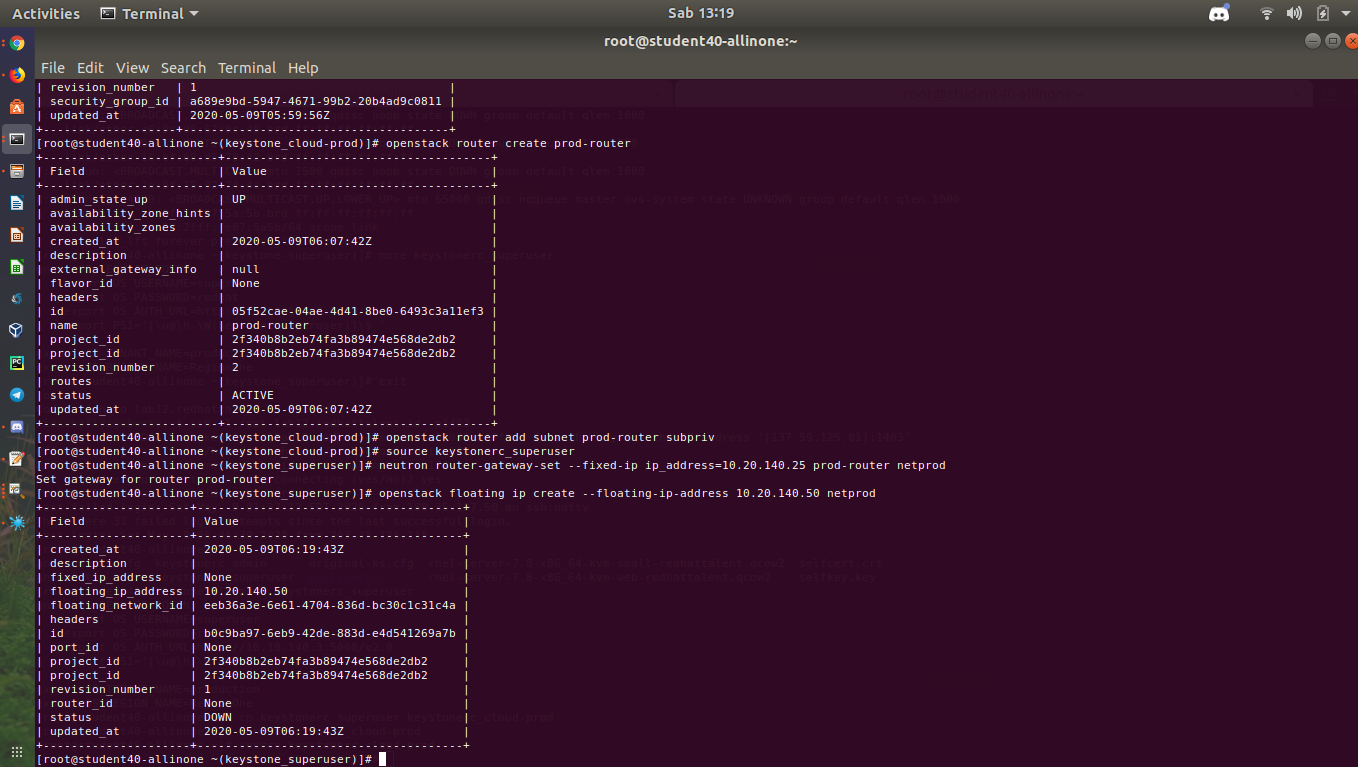 Activities Terminal Sab 13:19
root@student40-allinone:~
File Edit View Search Terminal Help
| revision_number | 1 |
| security_group_id | a689e9bd-5947-4671-99b2-20b4ad9c0811 |
| updated_at | 2020-05-09T05:59:56Z |
+-------------------+--------------------------------------+
[root@student40-allinone ~(keystone_cloud-prod)]# openstack router create prod-router
+-------------------------+--------------------------------------+
| Field | Value |
+-------------------------+--------------------------------------+
| admin_state_up | UP |
| availability_zone_hints | |
| availability_zones | |
| created_at | 2020-05-09T06:07:42Z |
| description | |
| external_gateway_info | null |
| flavor_id | None |
| headers | |
| id | 05f52cae-04ae-4d41-8be0-6493c3a11ef3 |
| name | prod-router |
| project_id | 2f340b8b2eb74fa3b89474e568de2db2 |
| project_id | 2f340b8b2eb74fa3b89474e568de2db2 |
| revision_number | 2 |
| routes | |
| status | ACTIVE |
| updated_at | 2020-05-09T06:07:42Z |
+-------------------------+--------------------------------------+
[root@student40-allinone ~(keystone_cloud-prod)]# openstack router add subnet prod-router subpriv
[root@student40-allinone ~(keystone_cloud-prod)]# source keystonerc_superuser
[root@student40-allinone ~(keystone_superuser)]# neutron router-gateway-set --fixed-ip ip_address=10.20.140.25 prod-router netprod
Set gateway for router prod-router
[root@student40-allinone ~(keystone_superuser)]# openstack floating ip create --floating-ip-address 10.20.140.50 netprod
+---------------------+--------------------------------------+
| Field | Value |
+---------------------+--------------------------------------+
| created_at | 2020-05-09T06:19:43Z |
| description | |
| fixed_ip_address | None |
| floating_ip_address | 10.20.140.50 |
| floating_network_id | eeb36a3e-6e61-4704-836d-bc30c1c31c4a |
| headers | |
| id | b0c9ba97-6eb9-42de-883d-e4d541269a7b |
| port_id | None |
| project_id | 2f340b8b2eb74fa3b89474e568de2db2 |
| project_id | 2f340b8b2eb74fa3b89474e568de2db2 |
| revision_number | 1 |
| router_id | None |
| status | DOWN |
| updated_at | 2020-05-09T06:19:43Z |
+---------------------+--------------------------------------+
[root@student40-allinone ~(keystone_superuser)]#